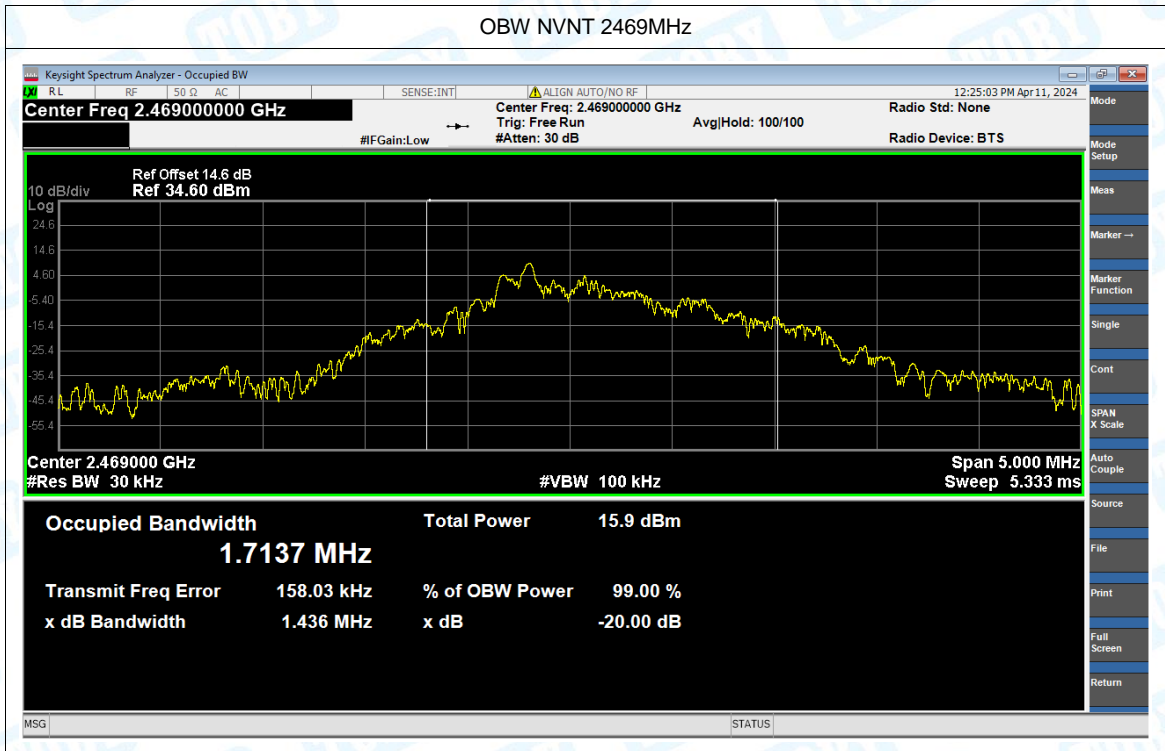 OBW NVNT 2469MHz
Keysight Spectrum Analyzer - Occupied BW
LXI RL RF 50 Ω AC SENSE:INT ALIGN AUTO/NO RF 12:25:03 PM Apr 11, 2024
Center Freq 2.469000000 GHz
Center Freq: 2.469000000 GHz Radio Std: None
Trig: Free Run Avg|Hold: 100/100
#IFGain:Low #Atten: 30 dB Radio Device: BTS
Ref Offset 14.6 dB
10 dB/div Ref 34.60 dBm
Log
24.6
14.6
4.60
-5.40
-15.4
-25.4
-35.4
-45.4
-55.4
Center 2.469000 GHz Span 5.000 MHz
#Res BW 30 kHz #VBW 100 kHz Sweep 5.333 ms
Occupied Bandwidth Total Power 15.9 dBm
1.7137 MHz
Transmit Freq Error 158.03 kHz % of OBW Power 99.00 %
x dB Bandwidth 1.436 MHz x dB -20.00 dB
MSG STATUS
Mode
Mode
Setup
Meas
Marker →
Marker
Function
Single
Cont
SPAN
X Scale
Auto
Couple
Source
File
Print
Full
Screen
Return
TOBY